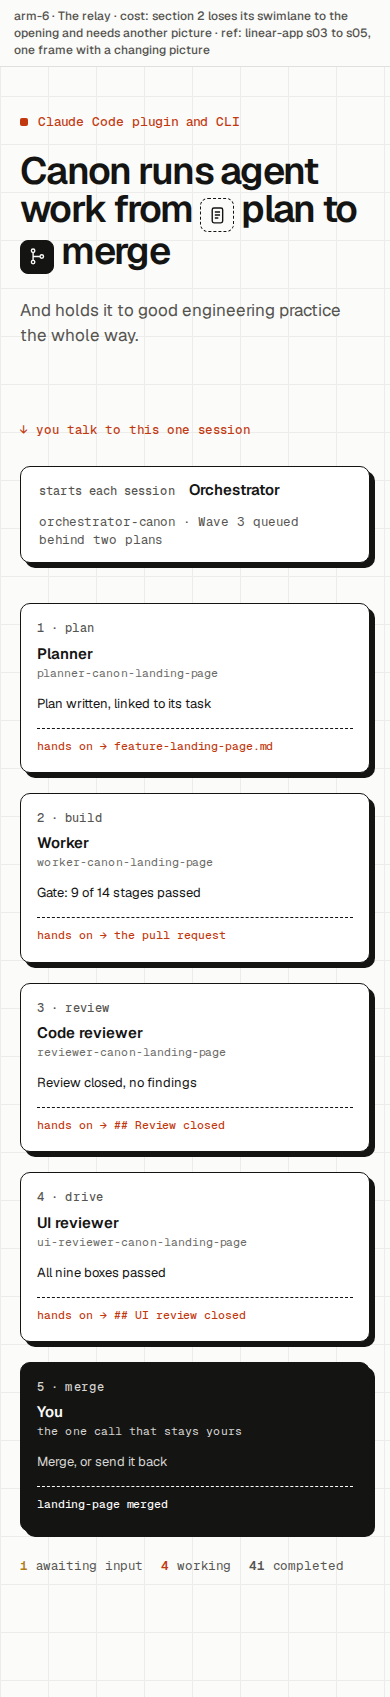 arm-6 · The relay · cost: section 2 loses its swimlane to the
opening and needs another picture · ref: linear-app s03 to s05,
one frame with a changing picture
Claude Code plugin and CLI
Canon runs agent
work from plan to
merge
And holds it to good engineering practice
the whole way.
↓ you talk to this one session
starts each session Orchestrator
orchestrator-canon · Wave 3 queued
behind two plans
1 · plan
Planner
planner-canon-landing-page
Plan written, linked to its task
hands on → feature-landing-page.md
2 · build
Worker
worker-canon-landing-page
Gate: 9 of 14 stages passed
hands on → the pull request
3 · review
Code reviewer
reviewer-canon-landing-page
Review closed, no findings
hands on → ## Review closed
4 · drive
UI reviewer
ui-reviewer-canon-landing-page
All nine boxes passed
hands on → ## UI review closed
5 · merge
You
the one call that stays yours
Merge, or send it back
landing-page merged
1 awaiting input 4 working 41 completed